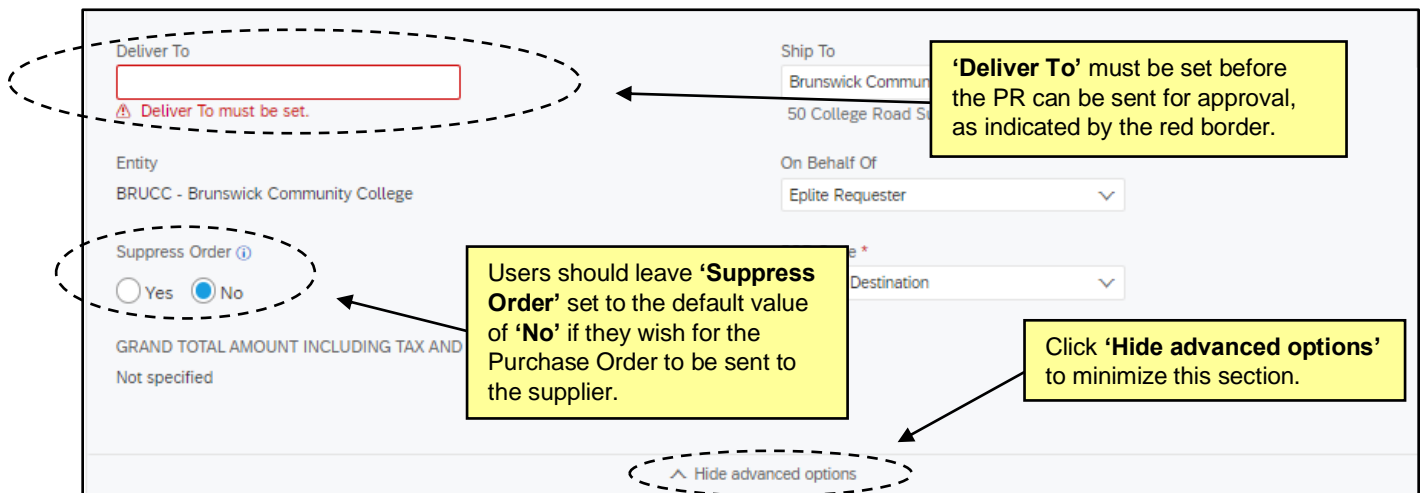 Deliver To
Deliver To must be set.
Ship To
Brunswick Commun
50 College Road
‘Deliver To’ must be set before
the PR can be sent for approval,
as indicated by the red border.
Entity
BRUCC - Brunswick Community College
On Behalf Of
Eplite Requester
Suppress Order
Yes No
Users should leave ‘Suppress
Order’ set to the default value
of ‘No’ if they wish for the
Purchase Order to be sent to
the supplier.
*
Destination
GRAND TOTAL AMOUNT INCLUDING TAX AND
Not specified
Click ‘Hide advanced options’
to minimize this section.
Hide advanced options